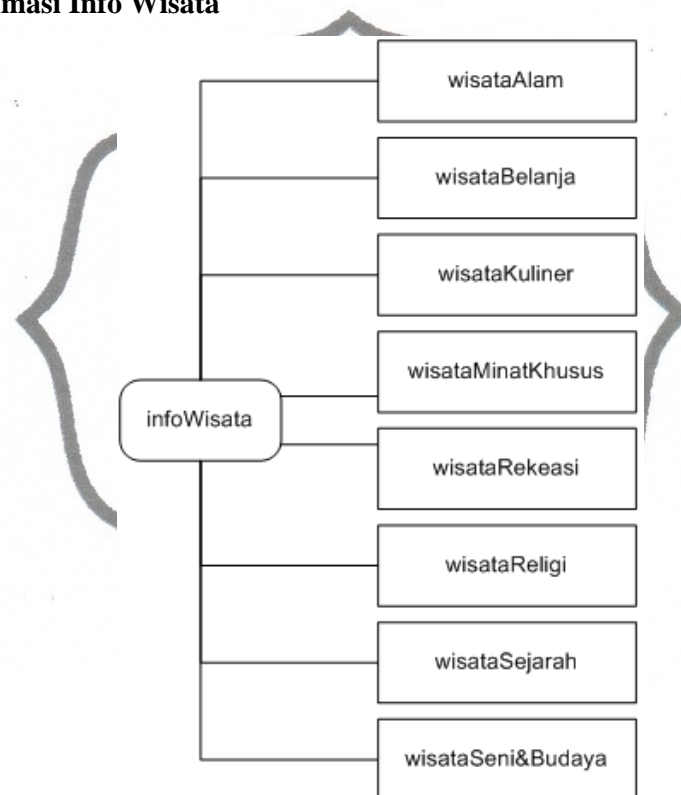 masi Info Wisata
wisataAlam
wisataBelanja
wisataKuliner
wisataMinatKhusus
infoWisata
wisataRekeasi
wisataReligi
wisataSejarah
wisataSeni&Budaya